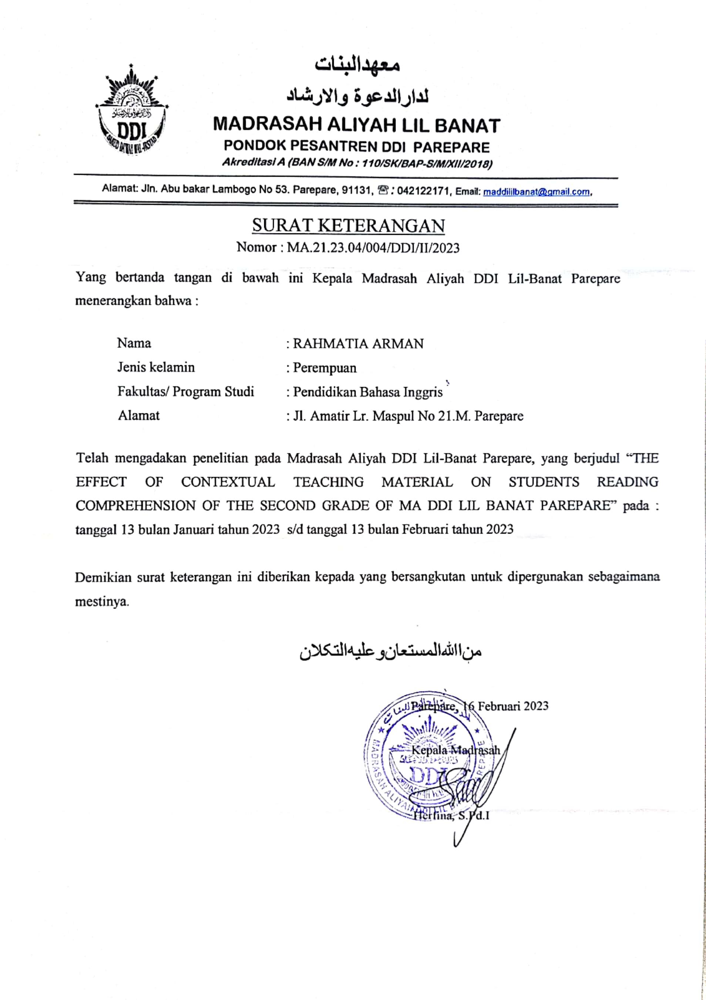 معهدالبنات
لدارالدعوة والارشاد
MADRASAH ALIYAH LIL BANAT
PONDOK PESANTREN DDI PAREPARE
Akreditasi A (BAN S/M No : 110/SK/BAP-S/M/XII/2018)
DDI
Alamat: Jln. Abu bakar Lambogo No 53. Parepare, 91131, ☎ : 042122171, Email: maddililbanat@gmail.com,
SURAT KETERANGAN
Nomor : MA.21.23.04/004/DDI/II/2023
Yang bertanda tangan di bawah ini Kepala Madrasah Aliyah DDI Lil-Banat Parepare
menerangkan bahwa :
Nama : RAHMATIA ARMAN
Jenis kelamin : Perempuan
Fakultas/ Program Studi : Pendidikan Bahasa Inggris
Alamat : Jl. Amatir Lr. Maspul No 21.M. Parepare
Telah mengadakan penelitian pada Madrasah Aliyah DDI Lil-Banat Parepare, yang berjudul “THE
EFFECT OF CONTEXTUAL TEACHING MATERIAL ON STUDENTS READING
COMPREHENSION OF THE SECOND GRADE OF MA DDI LIL BANAT PAREPARE” pada :
tanggal 13 bulan Januari tahun 2023 s/d tanggal 13 bulan Februari tahun 2023
Demikian surat keterangan ini diberikan kepada yang bersangkutan untuk dipergunakan sebagaimana
mestinya.
من االله المستعان و عليه التكلان
Parepare, 16 Februari 2023
Kepala Madrasah
DDI
MADRASAH ALIYAH DDI LIL PAREPARE
Herlina, S.Pd.I